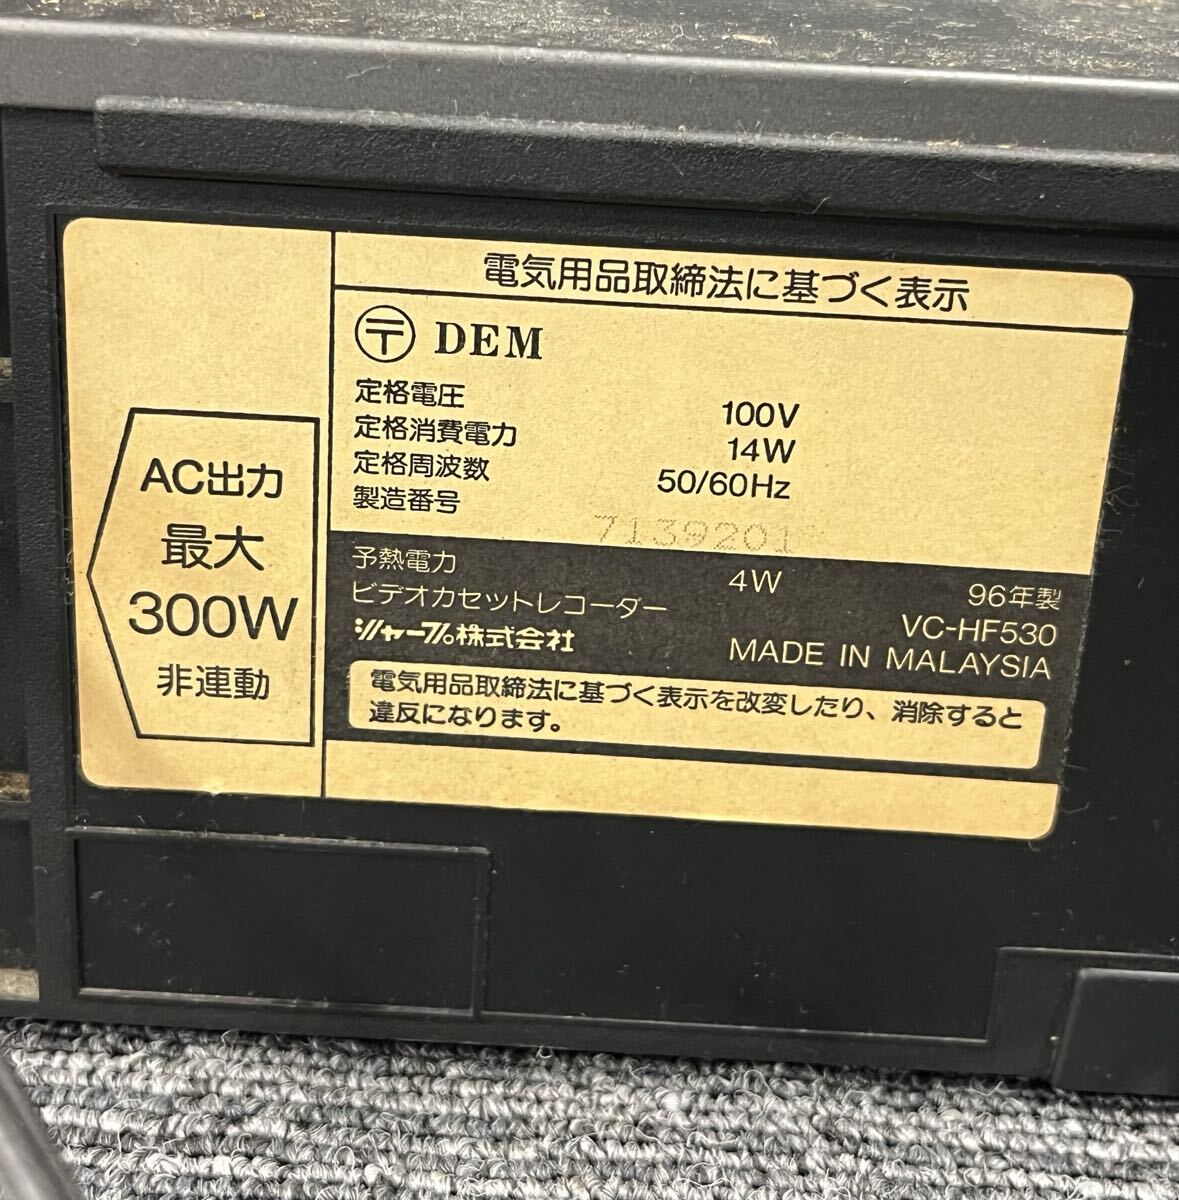 電気用品取締法に基づく表示
〒 DEM
定格電圧 100V
定格消費電力 14W
定格周波数 50/60Hz
製造番号 7139201
予熱電力 4W 96年製
ビデオカセットレコーダー VC-HF530
シャープ株式会社 MADE IN MALAYSIA
電気用品取締法に基づく表示を改変したり、消除すると
違反になります。
AC出力
最大
300W
非連動